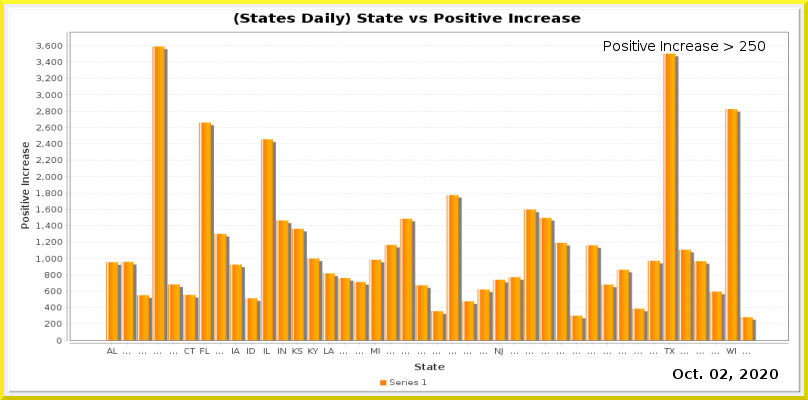 (States Daily) State vs Positive Increase
Positive Increase > 250
3,600
3,400
3,200
3,000
2,800
2,600
2,400
2,200
2,000
1,800
1,600
1,400
1,200
1,000
800
600
400
200
0
Positive Increase
AL ... ... ... ... CT FL ... IA ID IL IN KS KY LA ... ... MI ... ... ... ... ... ... ... NJ ... ... ... ... ... ... ... ... ... ... TX ... ... ... WI ...
State
Series 1
Oct. 02, 2020